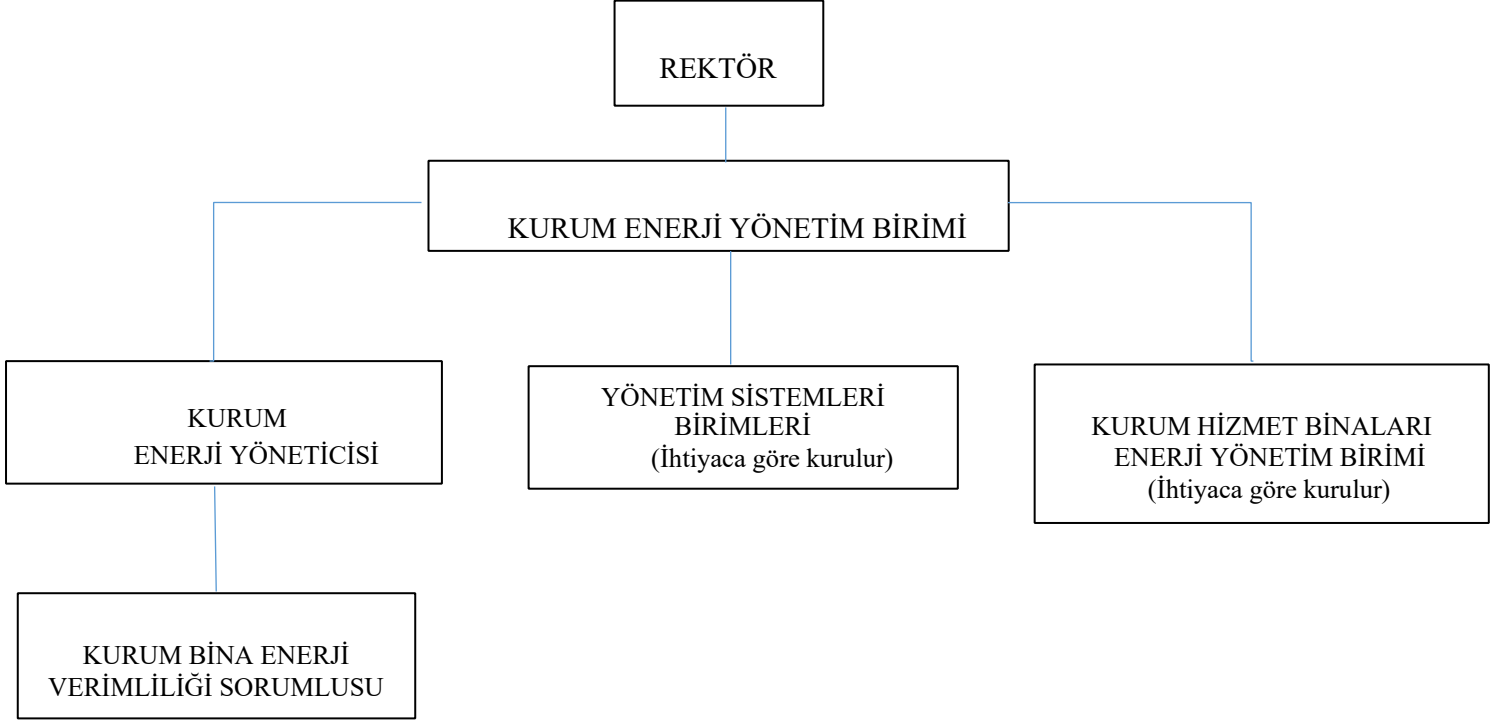 REKTÖR
KURUM ENERJİ YÖNETİM BİRİMİ
KURUM
ENERJİ YÖNETİCİSİ
YÖNETİM SİSTEMLERİ
BİRİMLERİ
(İhtiyaca göre kurulur)
KURUM HİZMET BİNALARI
ENERJİ YÖNETİM BİRİMİ
(İhtiyaca göre kurulur)
KURUM BİNA ENERJİ
VERİMLİLİĞİ SORUMLUSU